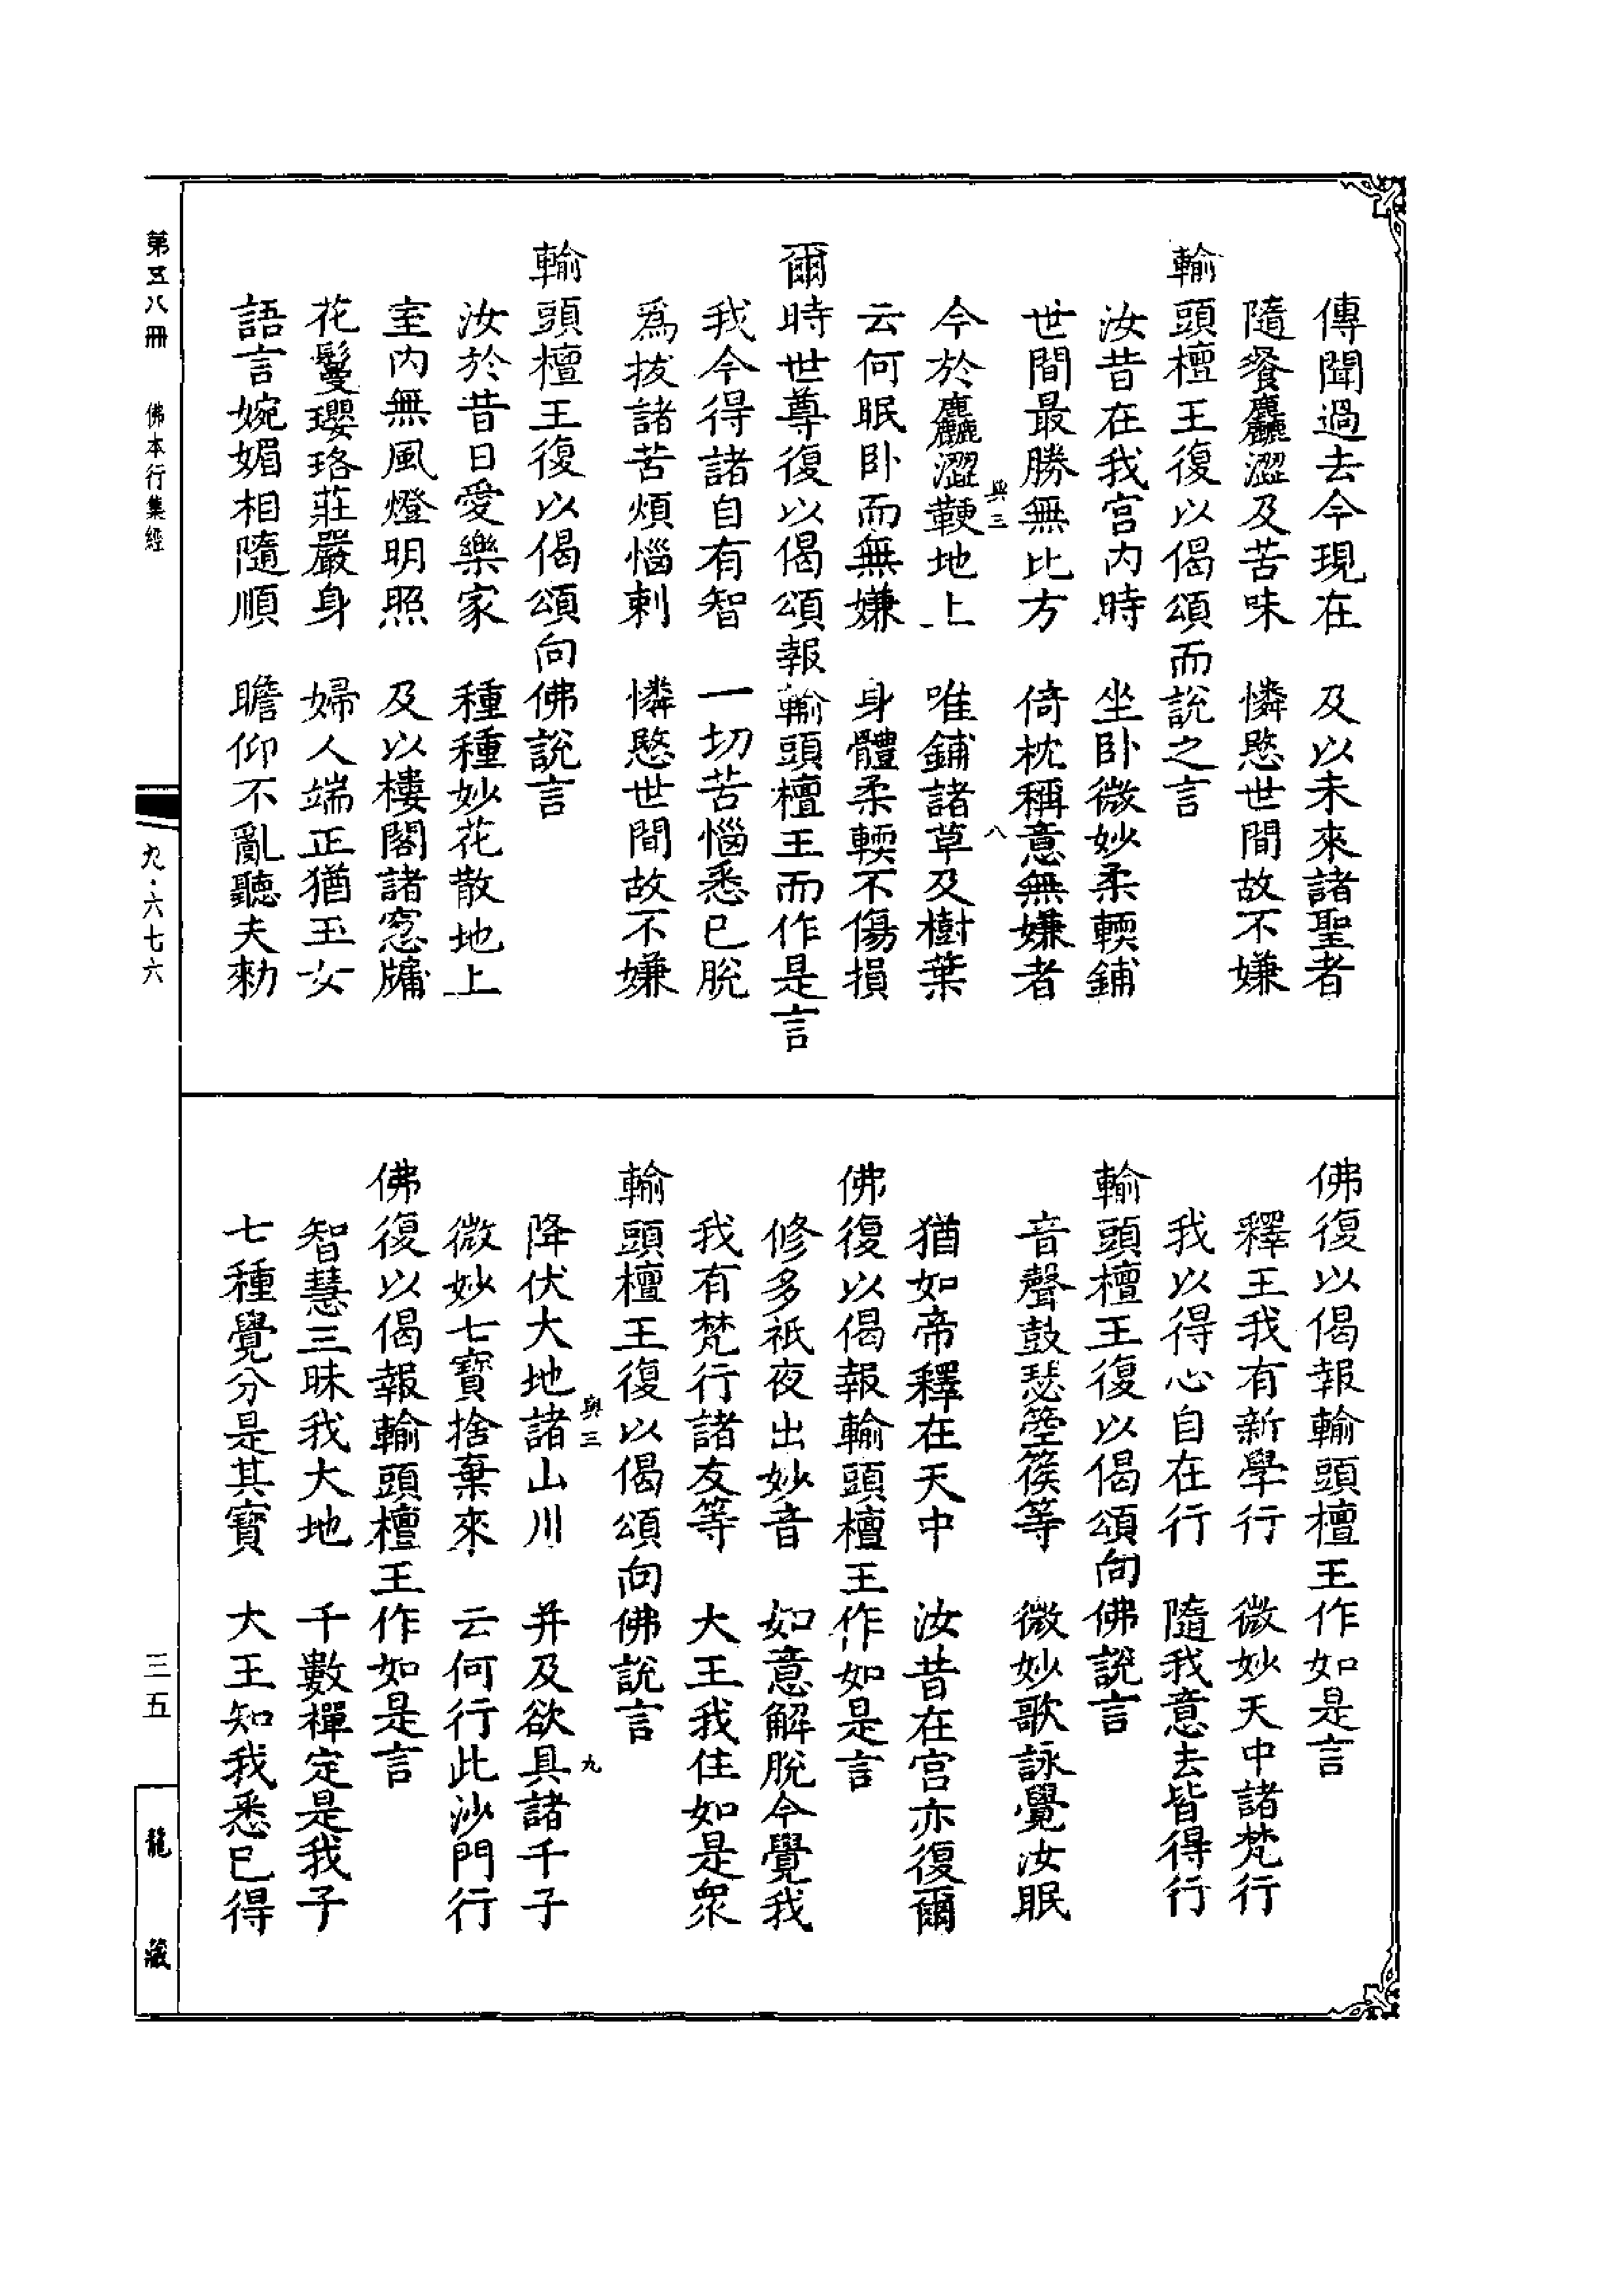 傳聞過去今現在　及以未來諸聖者
隨餐麤澀及苦味　憐愍世間故不嫌
輸頭檀王復以偈頌而說之言
汝昔在我宮內時　坐臥微妙柔輭鋪
世間最勝無比方　倚枕稱意無嫌者
與三　八
今於麤澀鞕地上　唯鋪諸草及樹葉
云何眠臥而無嫌　身體柔輭不傷損
爾時世尊復以偈頌報輸頭檀王而作是言
我今得諸自有智　一切苦惱悉已脫
爲拔諸苦煩惱刺　憐愍世間故不嫌
輸頭檀王復以偈頌向佛說言
汝於昔日愛樂家　種種妙花散地上
室內無風燈明照　及以樓閣諸窓牖
花鬘瓔珞莊嚴身　婦人端正猶玉女
語言婉媚相隨順　瞻仰不亂聽夫勅
佛復以偈報輸頭檀王作如是言
釋王我有新學行　微妙天中諸梵行
我以得心自在行　隨我意去皆得行
輸頭檀王復以偈頌向佛說言
音聲鼓瑟箜篌等　微妙歌詠覺汝眠
猶如帝釋在天中　汝昔在宮亦復爾
佛復以偈報輸頭檀王作如是言
修多祇夜出妙音　如意解脫今覺我
我有梵行諸友等　大王我住如是眾
輸頭檀王復以偈頌向佛說言
與三　九
降伏大地諸山川　并及欲具諸千子
微妙七寶捨棄來　云何行此沙門行
佛復以偈報輸頭檀王作如是言
智慧三昧我大地　千數禪定是我子
七種覺分是其寶　大王知我悉已得
第五八冊　佛本行集經
九·六七六
三五
龍藏